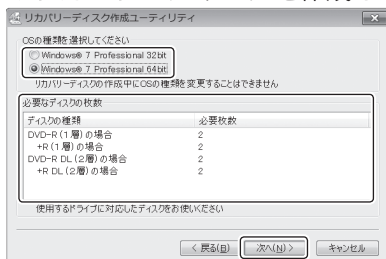 リカバリーディスク作成ユーティリティ
OSの種類を選択してください
Windows® 7 Professional 32bit
Windows® 7 Professional 64bit
リカバリーディスクの作成中にOSの種類を変更することはできません
必要なディスクの枚数
ディスクの種類 必要枚数
DVD-R(1層)の場合 2
+R(1層)の場合 2
DVD-R DL(2層)の場合 2
+R DL(2層)の場合 2
使用するドライブに対応したディスクをお使いください
< 戻る(B) 次へ(N) > キャンセル